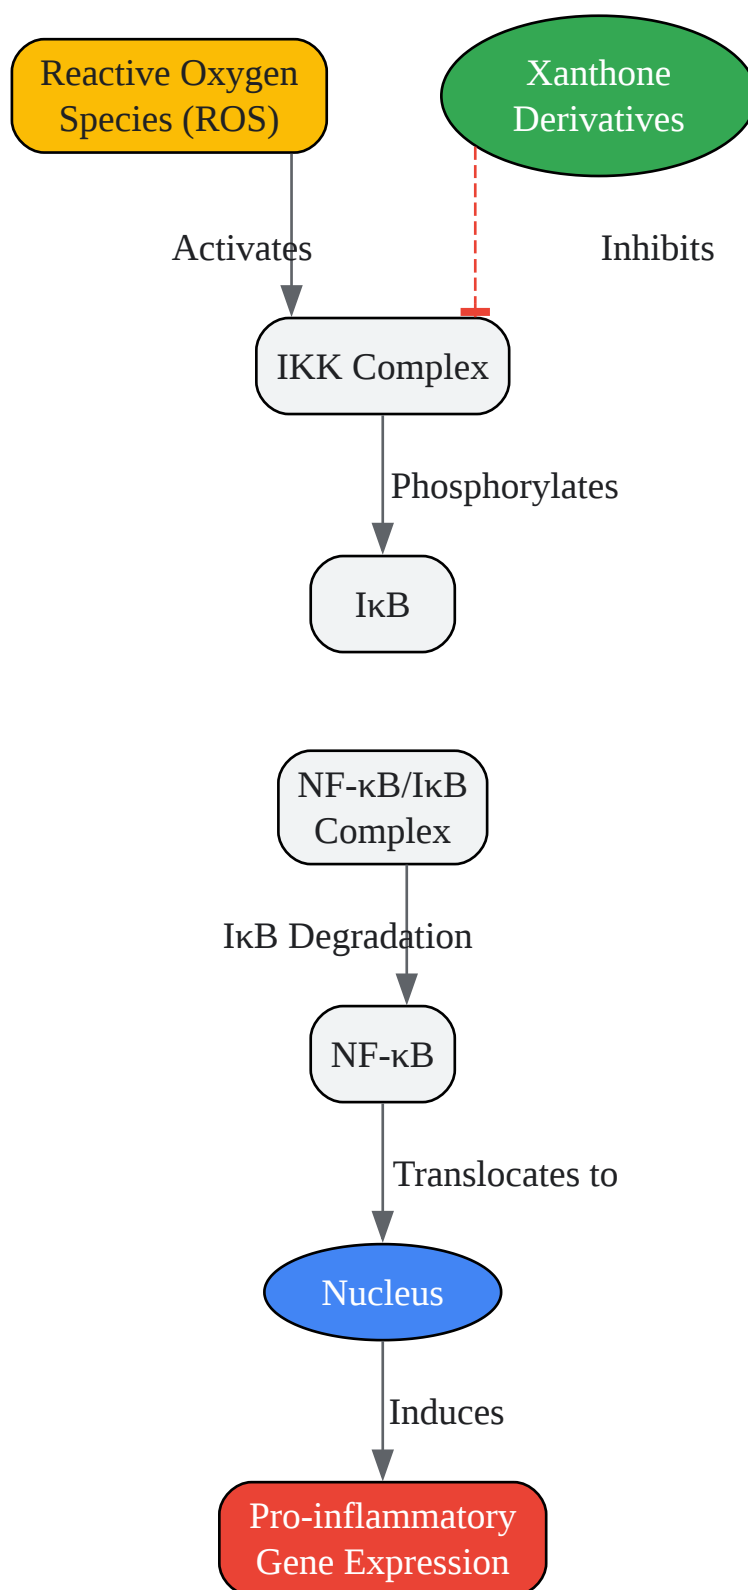 Reactive Oxygen
Species (ROS)
Xanthone
Derivatives
Activates
Inhibits
IKK Complex
Phosphorylates
IκB
NF-κB/IκB
Complex
IκB Degradation
NF-κB
Translocates to
Nucleus
Induces
Pro-inflammatory
Gene Expression